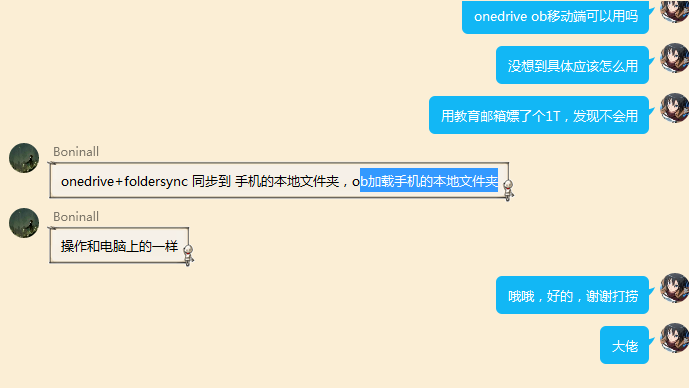 onedrive ob移动端可以用吗
没想到具体应该怎么用
用教育邮箱嫖了个1T，发现不会用
Boninall
onedrive+foldersync 同步到 手机的本地文件夹，ob加载手机的本地文件夹
Boninall
操作和电脑上的一样
哦哦，好的，谢谢打捞
大佬